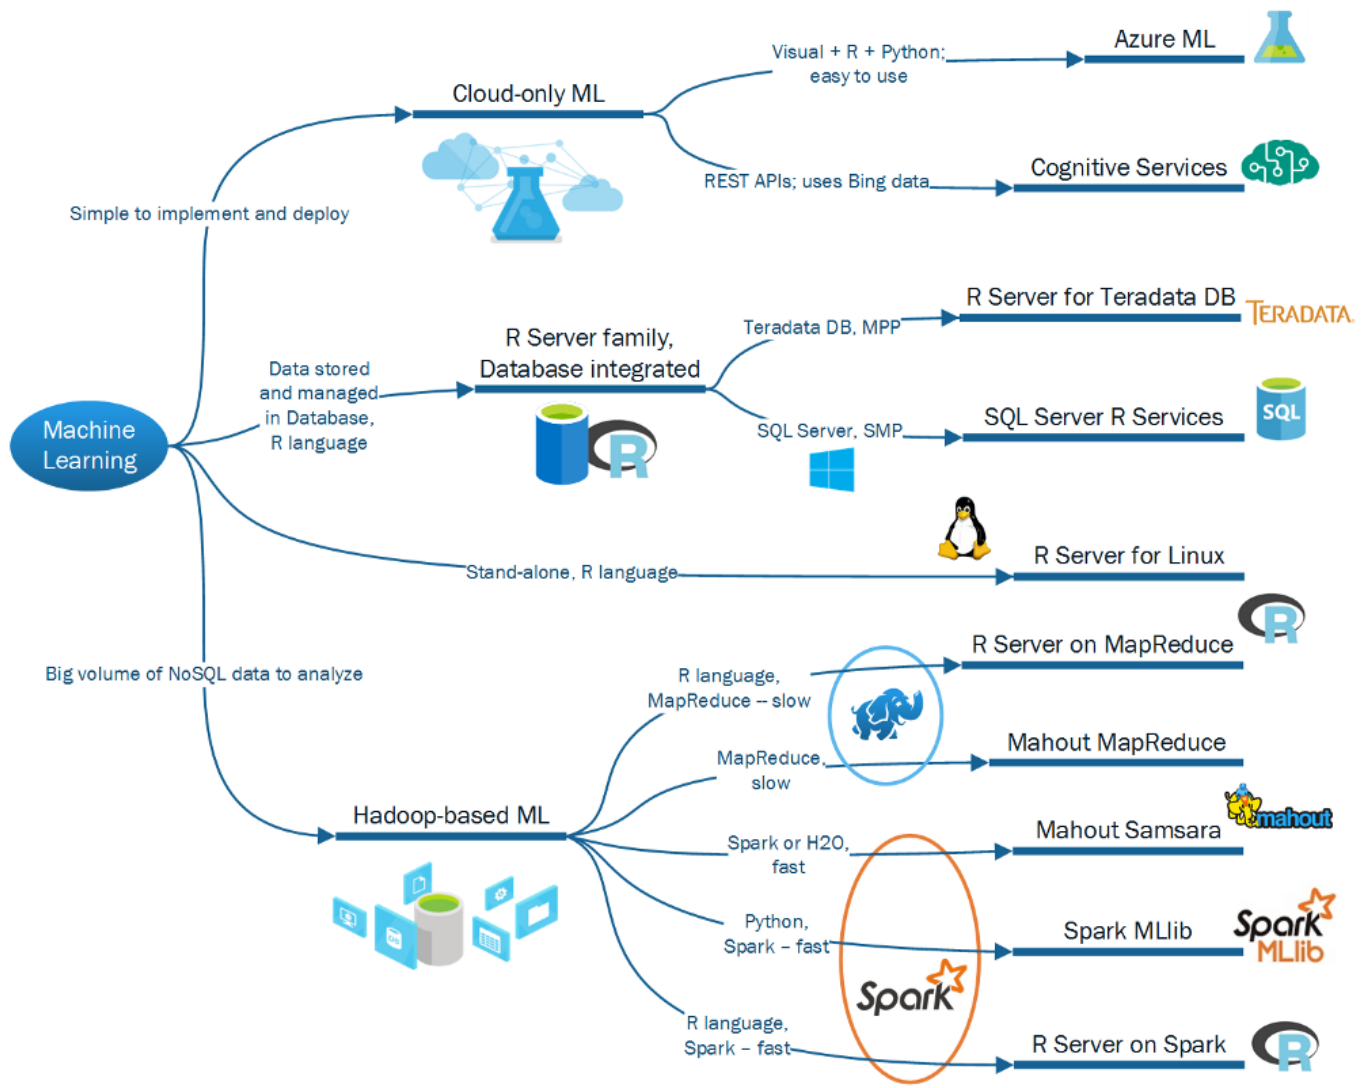 Visual + R + Python;
easy to use
Azure ML
Cloud-only ML
REST APIs; uses Bing data
Cognitive Services
Simple to implement and deploy
R Server for Teradata DB
TERADATA.
Teradata DB, MPP
R Server family,
Database integrated
Data stored
and managed
in Database,
R language
SQL Server, SMP
SQL Server R Services
SQL
Machine
Learning
R
Stand-alone, R language
R Server for Linux
R
Big volume of NoSQL data to analyze
R language,
MapReduce -- slow
R Server on MapReduce
MapReduce,
slow
Mahout MapReduce
Hadoop-based ML
Spark or H2O,
fast
Mahout Samsara
mahout
Python,
Spark – fast
Spark MLlib
Spark
MLlib
Spark
R language,
Spark – fast
R Server on Spark
R